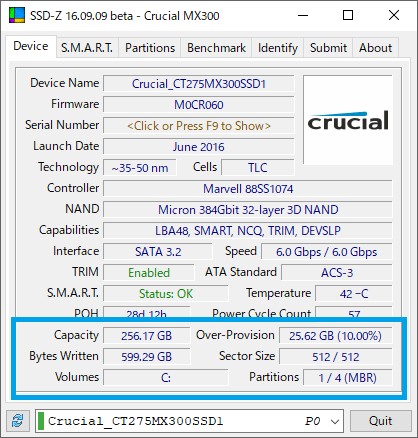 SSD-Z 16.09.09 beta - Crucial MX300
Device S.M.A.R.T. Partitions Benchmark Identify Submit About
Device Name Crucial_CT275MX300SSD1
Firmware M0CR060
crucial
Serial Number <Click or Press F9 to Show>
Launch Date June 2016
Technology ~35-50 nm Cells TLC
Controller Marvell 88SS1074
NAND Micron 384Gbit 32-layer 3D NAND
Capabilities LBA48, SMART, NCQ, TRIM, DEVSLP
Interface SATA 3.2 Speed 6.0 Gbps / 6.0 Gbps
TRIM Enabled ATA Standard ACS-3
S.M.A.R.T. Status: OK Temperature 42 ~C
POH 28d 12h Power Cycle Count 57
Capacity 256.17 GB Over-Provision 25.62 GB (10.00%)
Bytes Written 599.29 GB Sector Size 512 / 512
Volumes C: Partitions 1 / 4 (MBR)
Crucial_CT275MX300SSD1 P0 Quit